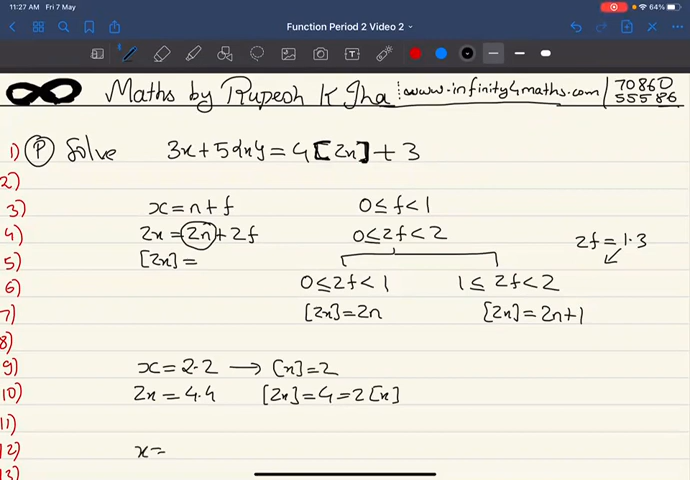 11:27 AM Fri 7 May
64%
Function Period 2 Video 2
Maths by Rupesh K Jha www.infinity4maths.com 70860 55586
1) P Solve 3x+5{x}=4[2x]+3
2)
3) x=n+f 0≤f<1
4) 2x=2n+2f 0≤2f<2 2f=1.3
5) [2x]=
6) 0≤2f<1 1≤2f<2
7) [2x]=2n [2x]=2n+1
8)
9) x=2.2 → [x]=2
10) 2x=4.4 [2x]=4=2[x]
11)
12) x=
13)